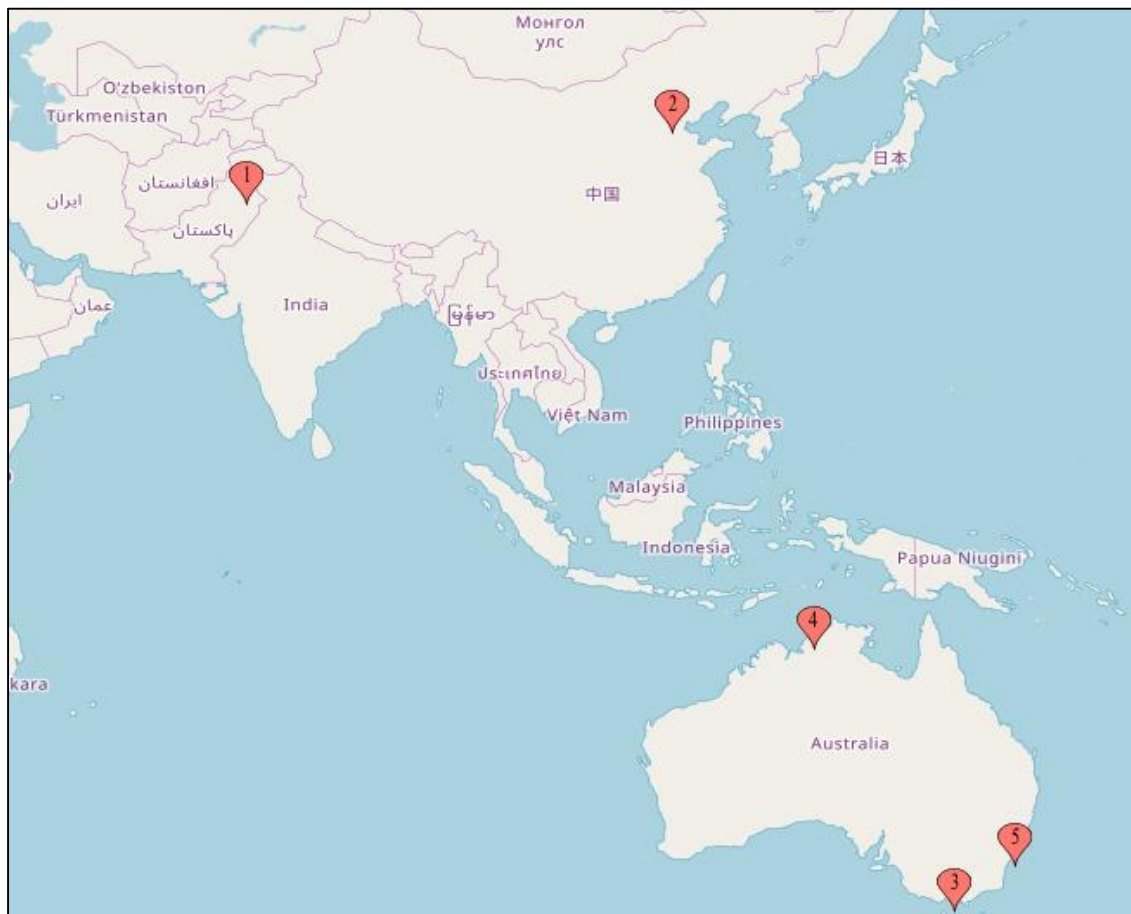 Монгол
улс
O'zbekiston
Türkmenistan
2
日本
افغانستان
1
ایران
中国
پاکستان
عمان
India
မြန်မာ
ประเทศไทย
Việt Nam
Philippines
Malaysia
Indonesia
Papua Niugini
4
kara
Australia
5
3